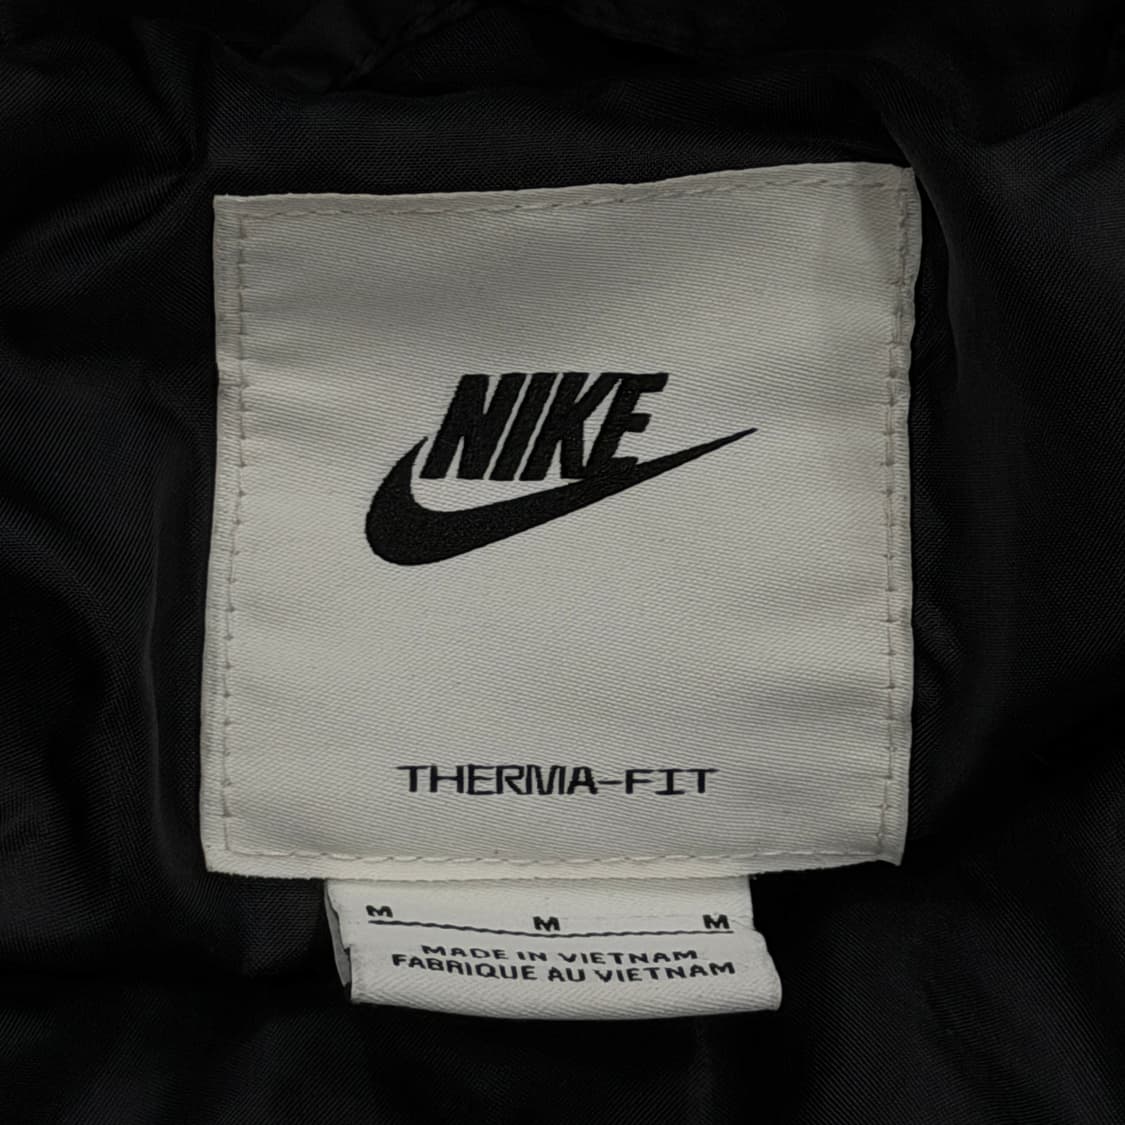 NIKE
THERMA-FIT
M M M
MADE IN VIETNAM
FABRIQUE AU VIETNAM